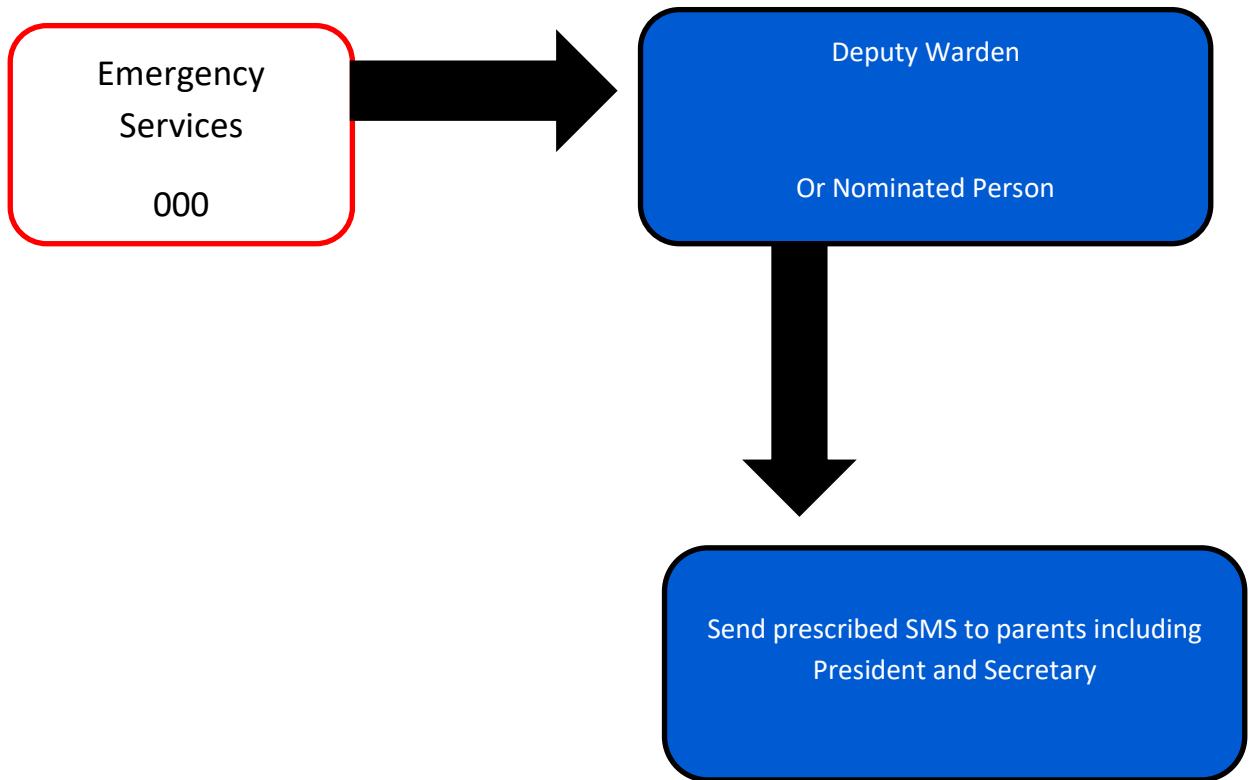 Emergency
Services
000
Deputy Warden
Or Nominated Person
Send prescribed SMS to parents including
President and Secretary